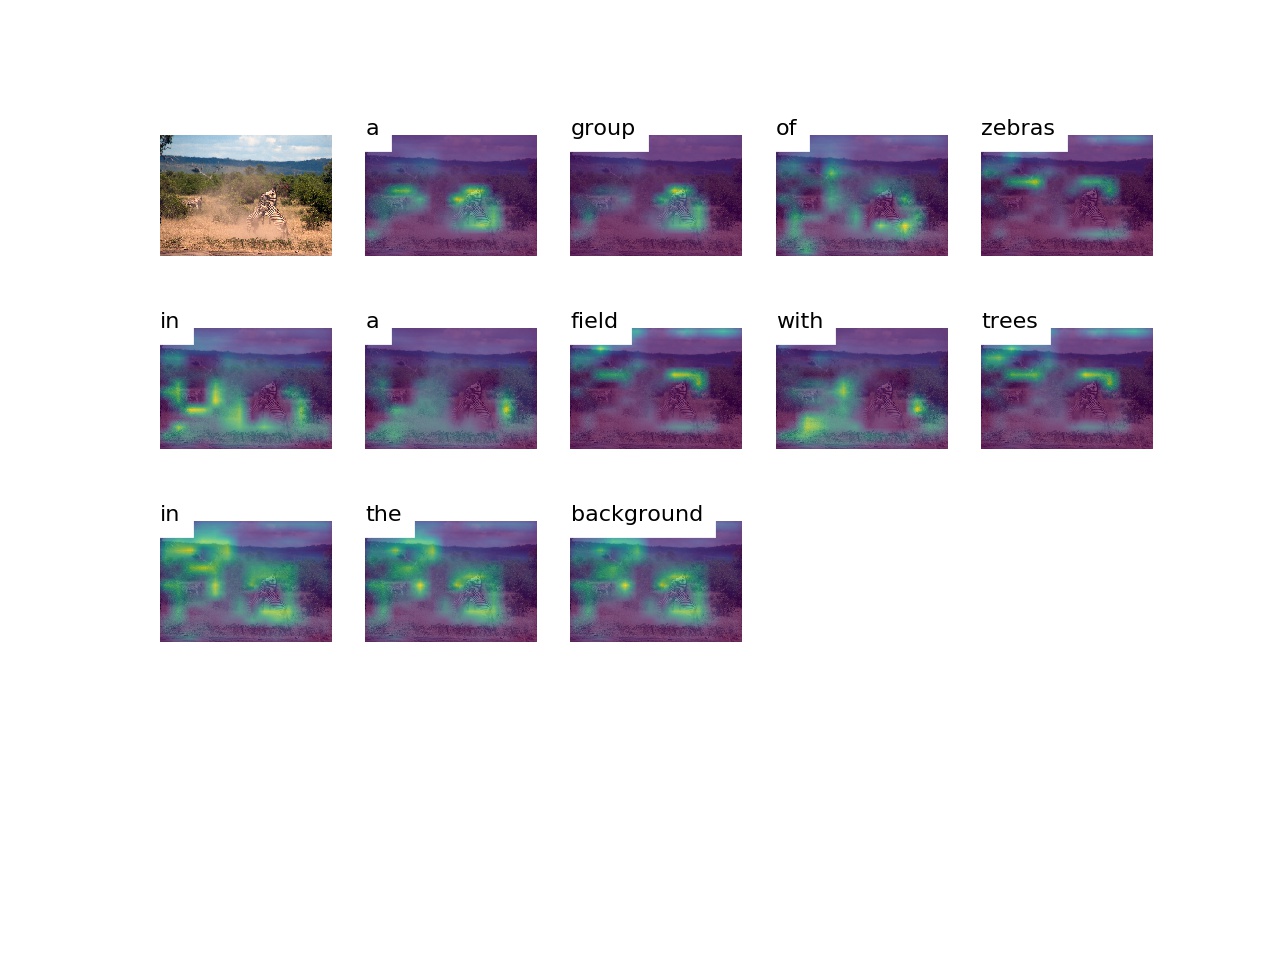 a group of zebras
in a field with trees
in the background